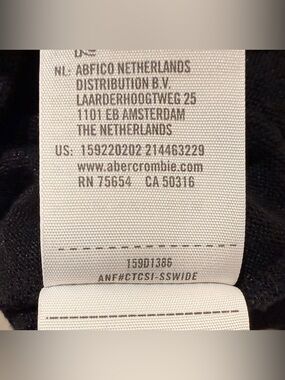 NL: ABFICO NETHERLANDS
DISTRIBUTION B.V.
LAARDERHOOGTWEG 25
1101 EB AMSTERDAM
THE NETHERLANDS
US: 159220202 214463229
www.abercrombie.com
RN 75654 CA 50316
159D1386
ANF#CTCSI-SSWIDE